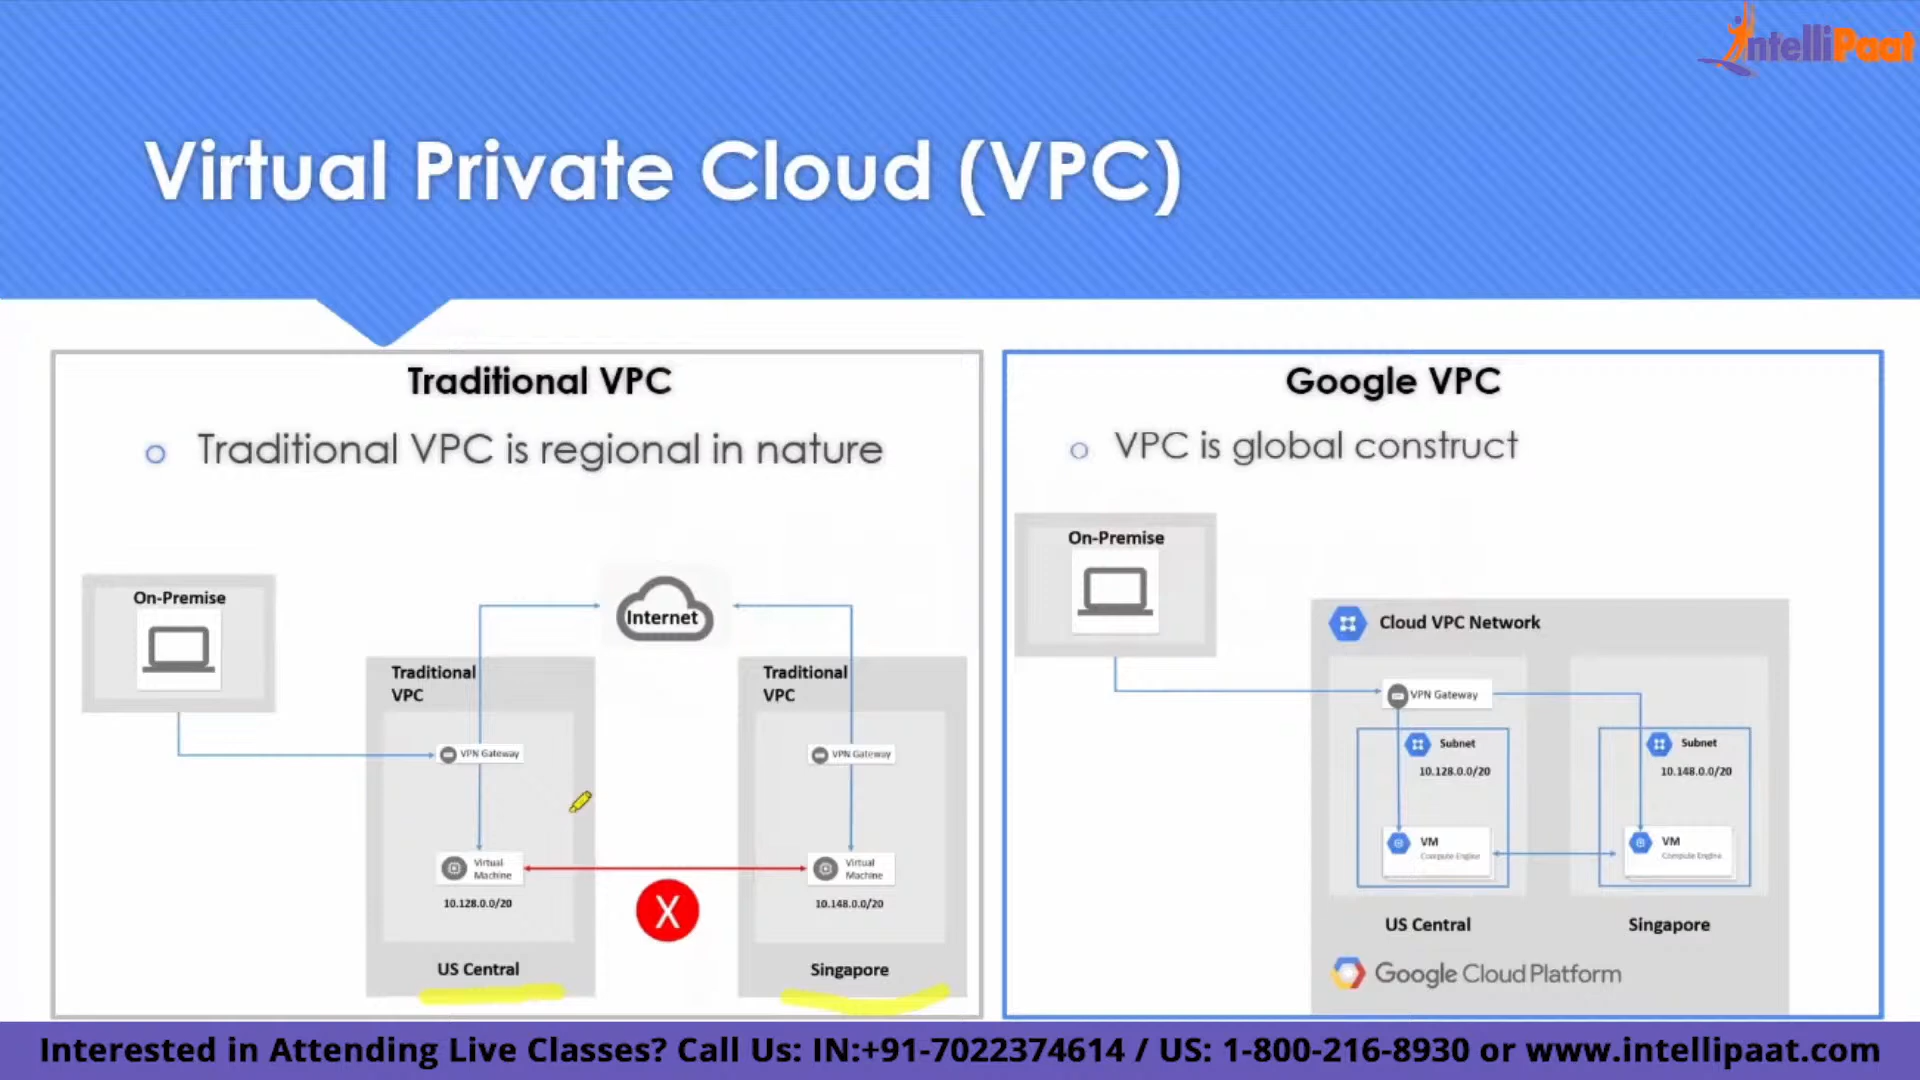 IntelliPaat
Virtual Private Cloud (VPC)
Traditional VPC
Traditional VPC is regional in nature
On-Premise
Internet
Traditional
VPC
VPN Gateway
Virtual
Machine
10.128.0.0/20
US Central
X
Traditional
VPC
VPN Gateway
Virtual
Machine
10.148.0.0/20
Singapore
Google VPC
VPC is global construct
On-Premise
Cloud VPC Network
VPN Gateway
Subnet
10.128.0.0/20
VM
Compute Engine
US Central
Subnet
10.148.0.0/20
VM
Compute Engine
Singapore
Google Cloud Platform
Interested in Attending Live Classes? Call Us: IN:+91-7022374614 / US: 1-800-216-8930 or www.intellipaat.com